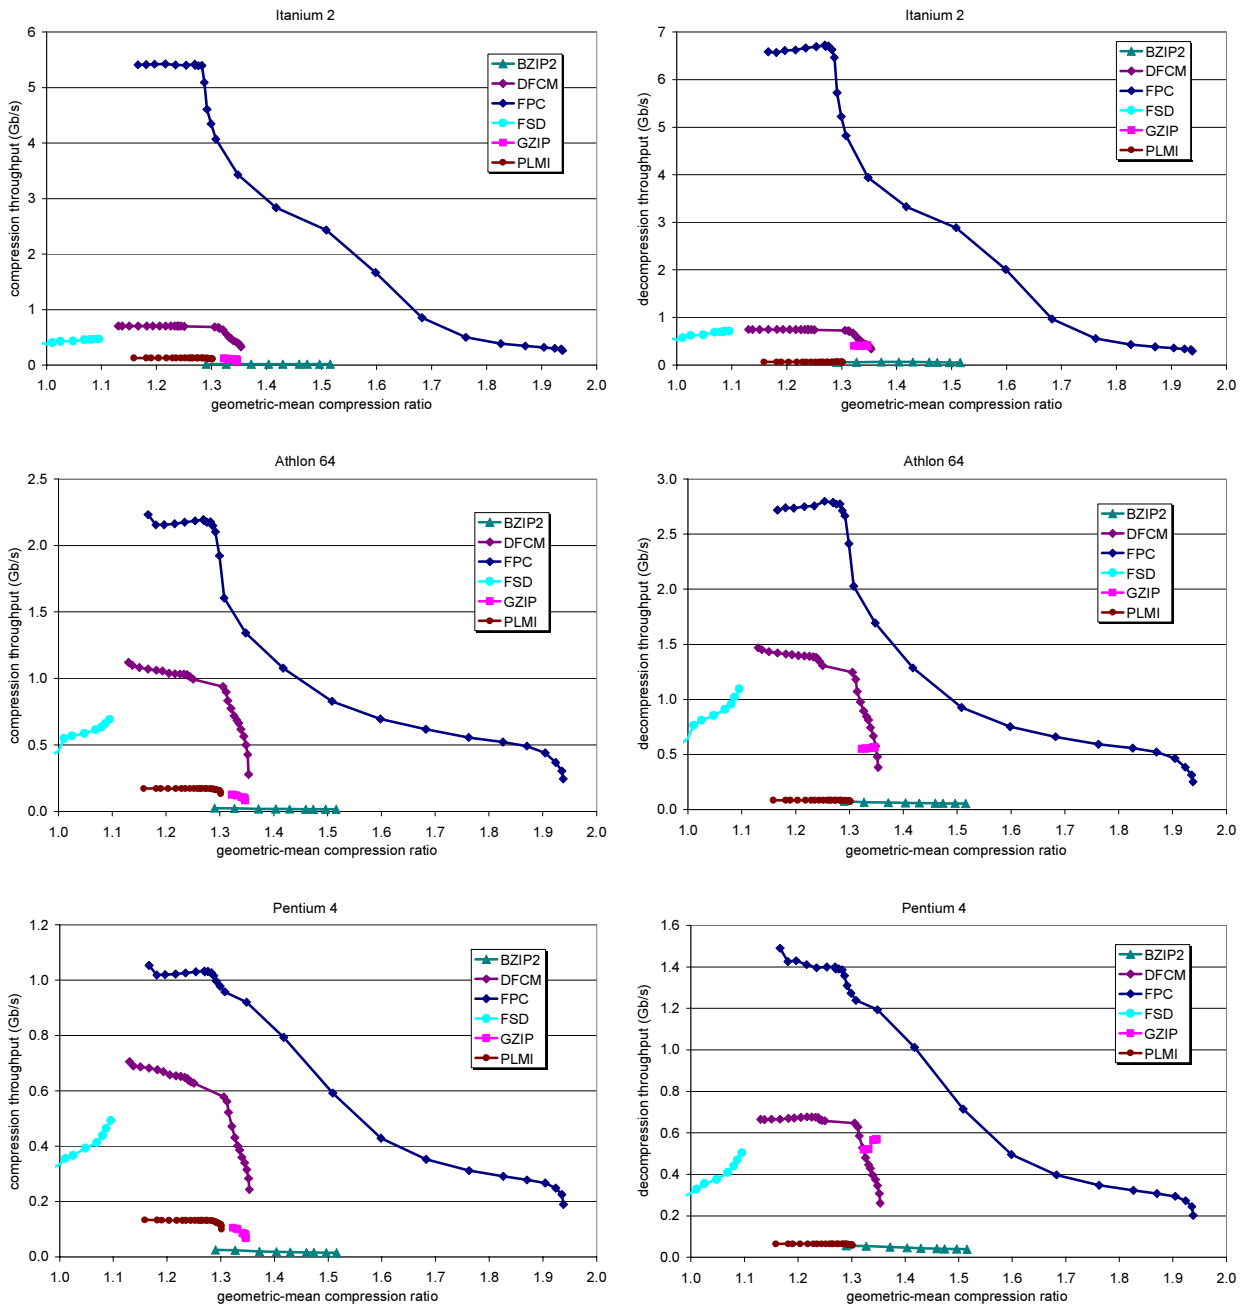 Itanium 2
compression throughput (Gb/s)
6
5
4
3
2
1
0
BZIP2
DFCM
FPC
FSD
GZIP
PLMI
1.0 1.1 1.2 1.3 1.4 1.5 1.6 1.7 1.8 1.9 2.0
geometric-mean compression ratio
Itanium 2
decompression throughput (Gb/s)
7
6
5
4
3
2
1
0
BZIP2
DFCM
FPC
FSD
GZIP
PLMI
1.0 1.1 1.2 1.3 1.4 1.5 1.6 1.7 1.8 1.9 2.0
geometric-mean compression ratio
Athlon 64
compression throughput (Gb/s)
2.5
2.0
1.5
1.0
0.5
0.0
BZIP2
DFCM
FPC
FSD
GZIP
PLMI
1.0 1.1 1.2 1.3 1.4 1.5 1.6 1.7 1.8 1.9 2.0
geometric-mean compression ratio
Athlon 64
decompression throughput (Gb/s)
3.0
2.5
2.0
1.5
1.0
0.5
0.0
BZIP2
DFCM
FPC
FSD
GZIP
PLMI
1.0 1.1 1.2 1.3 1.4 1.5 1.6 1.7 1.8 1.9 2.0
geometric-mean compression ratio
Pentium 4
compression throughput (Gb/s)
1.2
1.0
0.8
0.6
0.4
0.2
0.0
BZIP2
DFCM
FPC
FSD
GZIP
PLMI
1.0 1.1 1.2 1.3 1.4 1.5 1.6 1.7 1.8 1.9 2.0
geometric-mean compression ratio
Pentium 4
decompression throughput (Gb/s)
1.6
1.4
1.2
1.0
0.8
0.6
0.4
0.2
0.0
BZIP2
DFCM
FPC
FSD
GZIP
PLMI
1.0 1.1 1.2 1.3 1.4 1.5 1.6 1.7 1.8 1.9 2.0
geometric-mean compression ratio